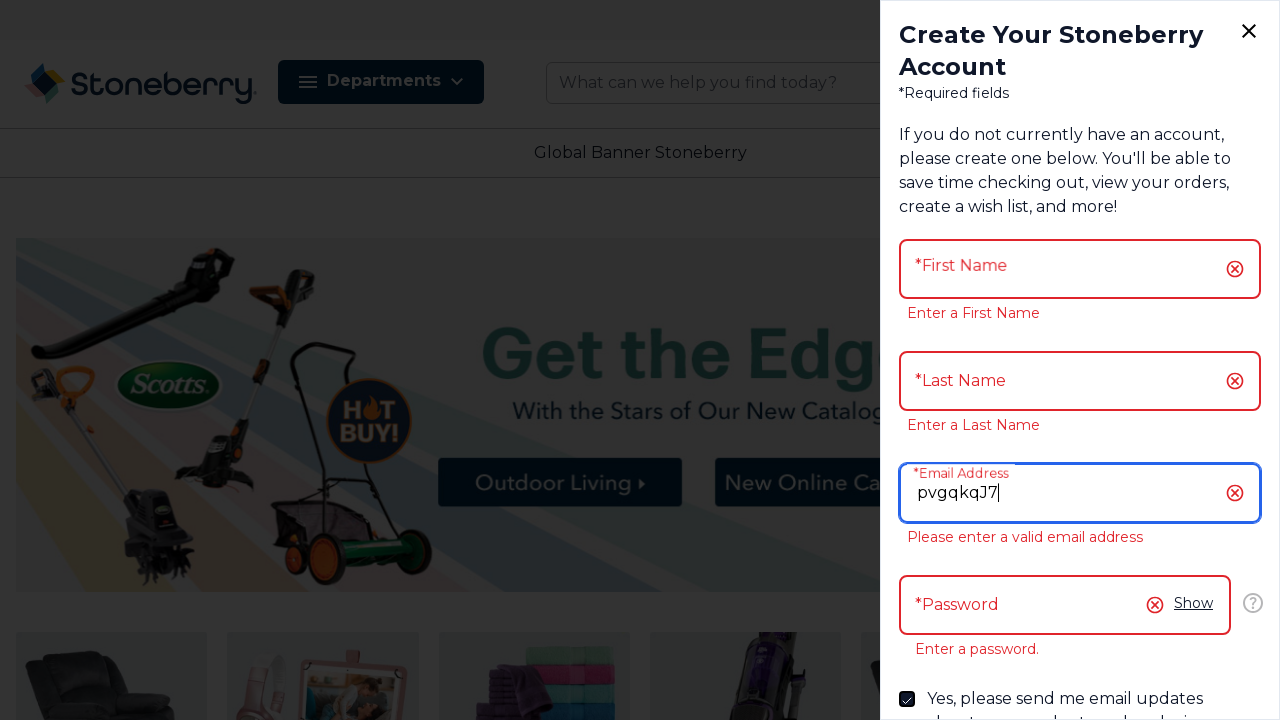 Create Your Stoneberry
Account
*Required fields
If you do not currently have an account,
please create one below. You'll be able to
save time checking out, view your orders,
create a wish list, and more!
*First Name
Enter a First Name
*Last Name
Enter a Last Name
*Email Address
pvgqkqJ7
Please enter a valid email address
*Password
Show
Enter a password.
Yes, please send me email updates
Stoneberry
Departments
What can we help you find today?
Global Banner Stoneberry
Get the Edge
With the Stars of Our New Catalog
Scotts
HOT
BUY!
Outdoor Living
New Online Ca